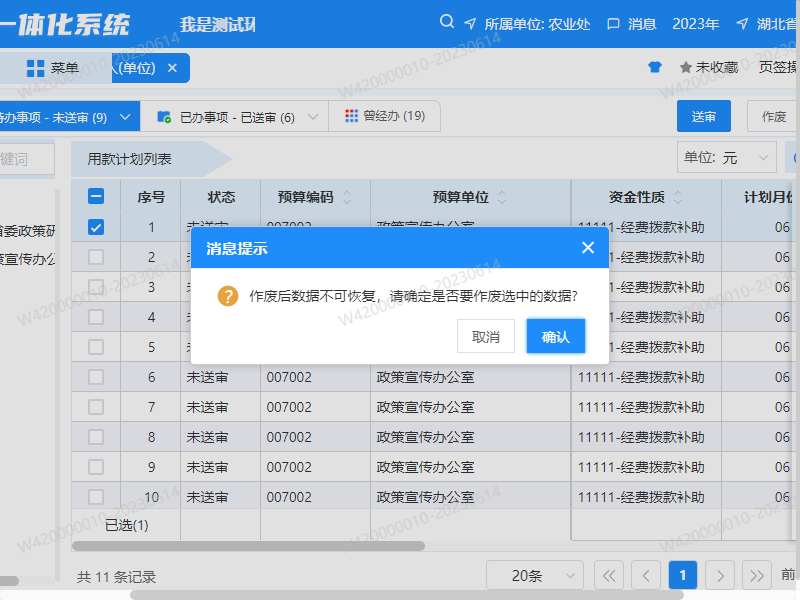 一体化系统 我是测试环 所属单位: 农业处 消息 2023年 湖北省
菜单 人(单位) × 未收藏 页签操
待办事项 - 未送审 (9) 已办事项 - 已送审 (6) 曾经办 (19) 送审 作废
键词 用款计划列表 单位: 元
序号 状态 预算编码 预算单位 资金性质 计划月份
1 未送审 007002 政策宣传办公室 11111-经费拨款补助 06
省委政策研
2 1-经费拨款补助 06
策宣传办公
3 1-经费拨款补助 06
4 1-经费拨款补助 06
5 1-经费拨款补助 06
消息提示
作废后数据不可恢复，请确定是否要作废选中的数据?
取消 确认
6 未送审 007002 政策宣传办公室 11111-经费拨款补助 06
7 未送审 007002 政策宣传办公室 11111-经费拨款补助 06
8 未送审 007002 政策宣传办公室 11111-经费拨款补助 06
9 未送审 007002 政策宣传办公室 11111-经费拨款补助 06
10 未送审 007002 政策宣传办公室 11111-经费拨款补助 06
已选(1)
共 11 条记录 20条 1 前
W420000010-20230614